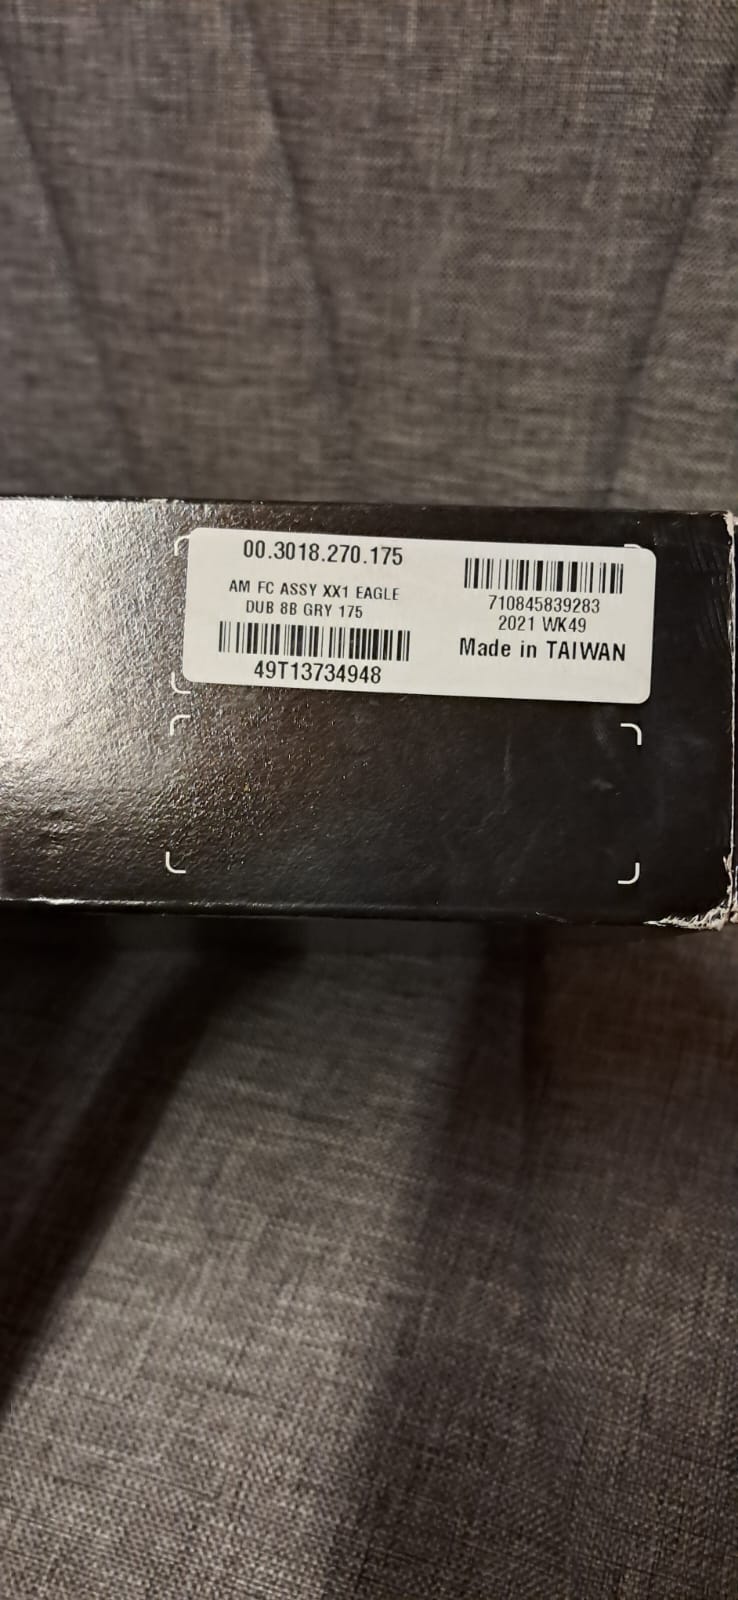 00.3018.270.175
AM FC ASSY XX1 EAGLE
DUB 8B GRY 175
49T13734948
710845839283
2021 WK49
Made in TAIWAN